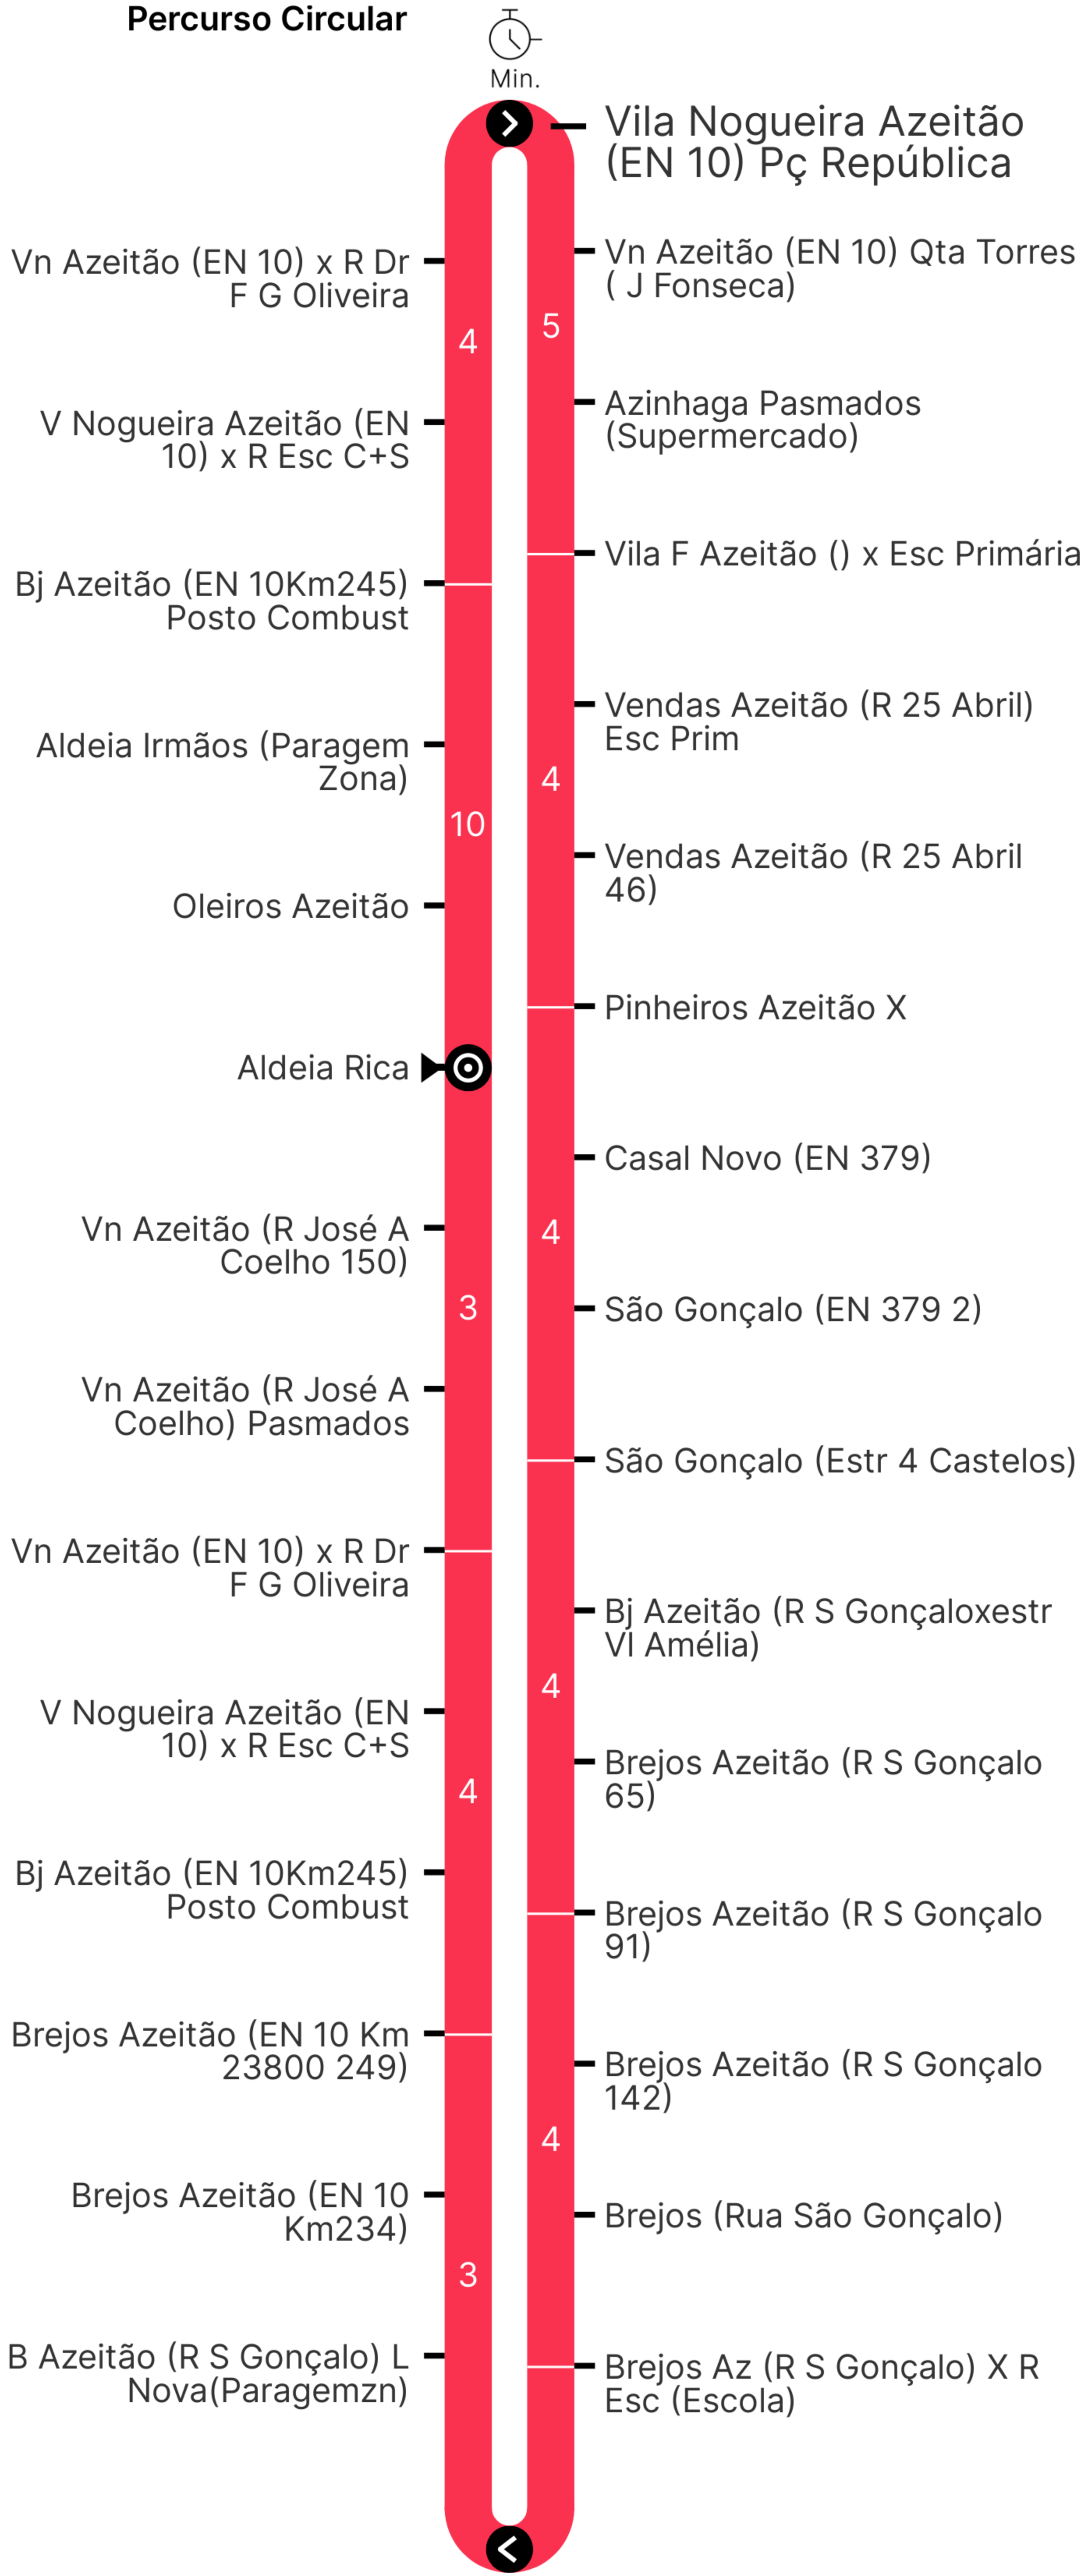 Percurso Circular
Min.
Vila Nogueira Azeitão
(EN 10) Pç República
Vn Azeitão (EN 10) Qta Torres
( J Fonseca)
5
Azinhaga Pasmados
(Supermercado)
Vila F Azeitão () x Esc Primária
Vendas Azeitão (R 25 Abril)
Esc Prim
4
Vendas Azeitão (R 25 Abril
46)
Pinheiros Azeitão X
Casal Novo (EN 379)
4
São Gonçalo (EN 379 2)
São Gonçalo (Estr 4 Castelos)
Bj Azeitão (R S Gonçaloxestr
Vl Amélia)
4
Brejos Azeitão (R S Gonçalo
65)
Brejos Azeitão (R S Gonçalo
91)
Brejos Azeitão (R S Gonçalo
142)
4
Brejos (Rua São Gonçalo)
Brejos Az (R S Gonçalo) X R
Esc (Escola)
Vn Azeitão (EN 10) x R Dr
F G Oliveira
4
V Nogueira Azeitão (EN
10) x R Esc C+S
Bj Azeitão (EN 10Km245)
Posto Combust
Aldeia Irmãos (Paragem
Zona)
10
Oleiros Azeitão
Aldeia Rica
Vn Azeitão (R José A
Coelho 150)
3
Vn Azeitão (R José A
Coelho) Pasmados
Vn Azeitão (EN 10) x R Dr
F G Oliveira
V Nogueira Azeitão (EN
10) x R Esc C+S
4
Bj Azeitão (EN 10Km245)
Posto Combust
Brejos Azeitão (EN 10 Km
23800 249)
Brejos Azeitão (EN 10
Km234)
3
B Azeitão (R S Gonçalo) L
Nova(Paragemzn)